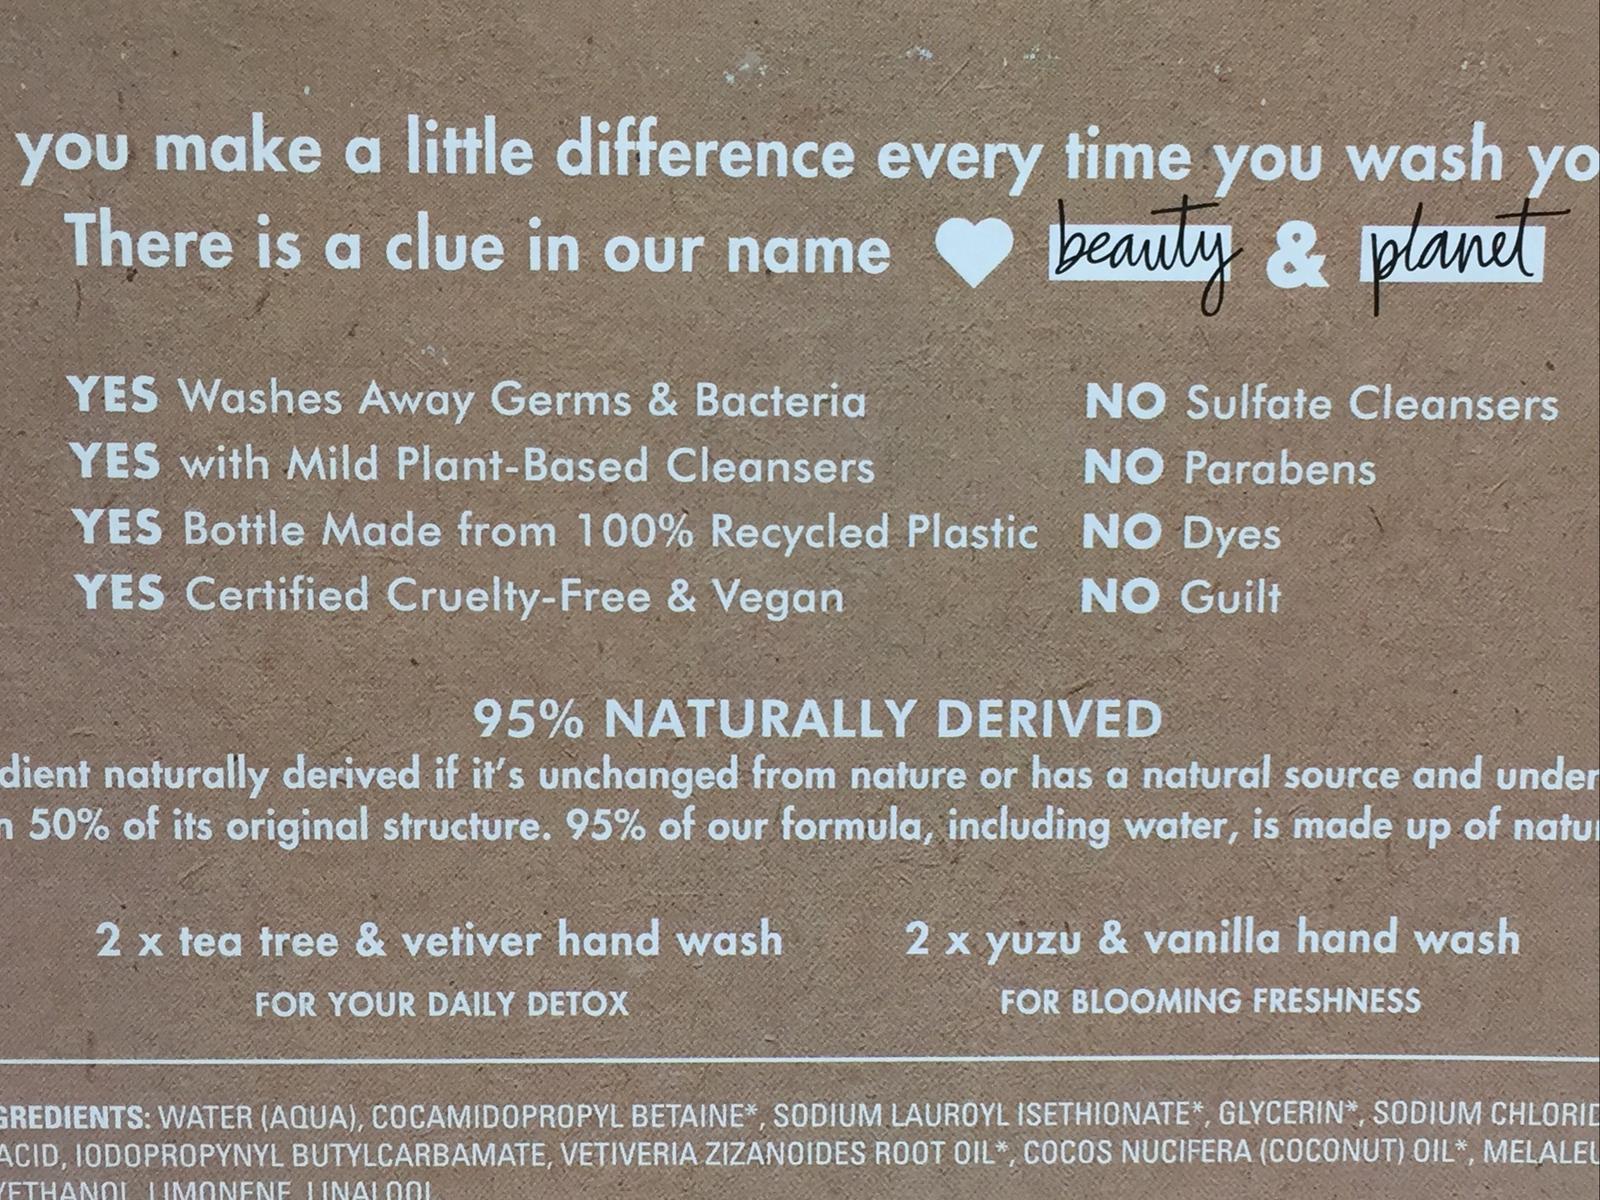 you make a little difference every time you wash yo
There is a clue in our name ♥ beauty & planet
YES Washes Away Germs & Bacteria
YES with Mild Plant-Based Cleansers
YES Bottle Made from 100% Recycled Plastic
YES Certified Cruelty-Free & Vegan
NO Sulfate Cleansers
NO Parabens
NO Dyes
NO Guilt
95% NATURALLY DERIVED
dient naturally derived if it's unchanged from nature or has a natural source and under
n 50% of its original structure. 95% of our formula, including water, is made up of natur
2 x tea tree & vetiver hand wash
FOR YOUR DAILY DETOX
2 x yuzu & vanilla hand wash
FOR BLOOMING FRESHNESS
GREDIENTS: WATER (AQUA), COCAMIDOPROPYL BETAINE*, SODIUM LAUROYL ISETHIONATE*, GLYCERIN*, SODIUM CHLORID
ACID, IODOPROPYNYL BUTYLCARBAMATE, VETIVERIA ZIZANOIDES ROOT OIL*, COCOS NUCIFERA (COCONUT) OIL*, MELALEU
YETHANOL, LIMONENE, LINALOOL